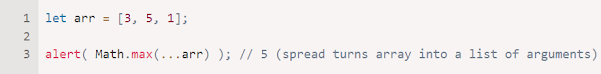 1 let arr = [3, 5, 1];
2
3 alert( Math.max(...arr) ); // 5 (spread turns array into a list of arguments)